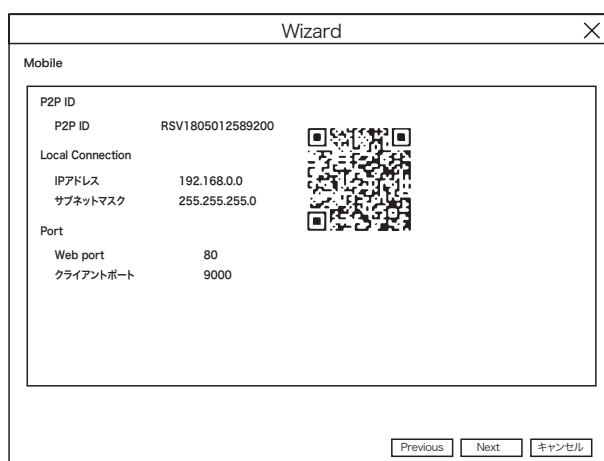 Wizard
Mobile
P2P ID
P2P ID RSV1805012589200
Local Connection
IPアドレス 192.168.0.0
サブネットマスク 255.255.255.0
Port
Web port 80
クライアントポート 9000
Previous Next キャンセル